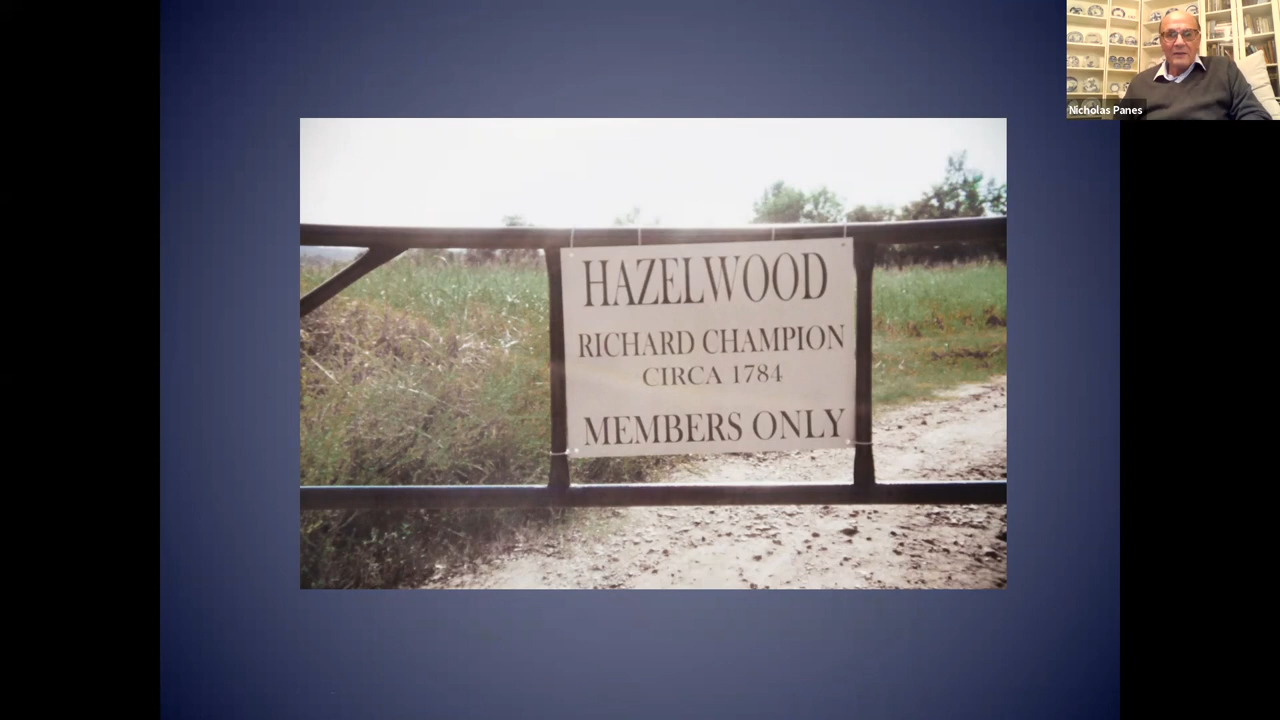 Nicholas Panes
HAZELWOOD
RICHARD CHAMPION
CIRCA 1784
MEMBERS ONLY